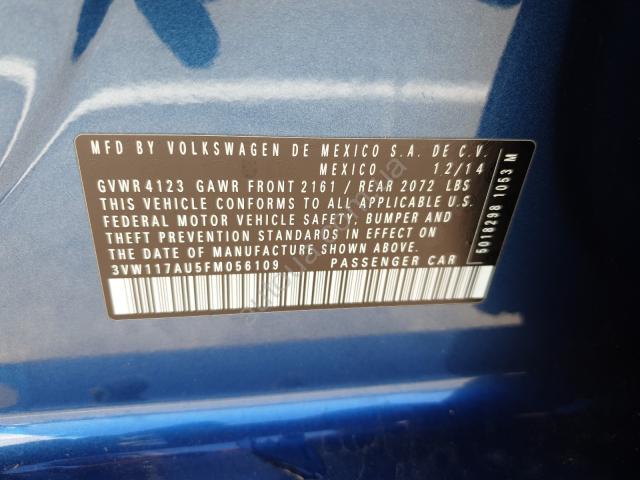 MFD BY VOLKSWAGEN DE MEXICO S.A. DE C.V.
MEXICO 12/14
GVWR 4123 GAWR FRONT 2161 / REAR 2072 LBS
THIS VEHICLE CONFORMS TO ALL APPLICABLE U.S.
FEDERAL MOTOR VEHICLE SAFETY, BUMPER AND
THEFT PREVENTION STANDARDS IN EFFECT ON
THE DATE OF MANUFACTURE SHOWN ABOVE.
3VW117AU5FM056109 PASSENGER CAR
5018298 1053 M